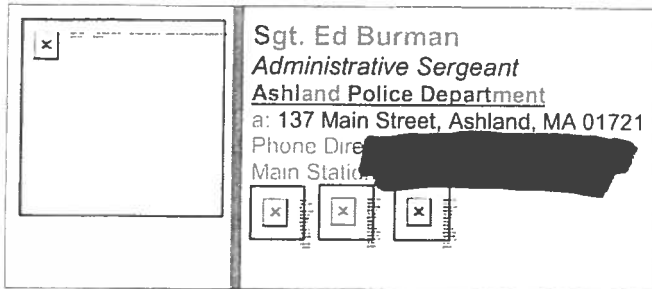 Sgt. Ed Burman
Administrative Sergeant
Ashland Police Department
a: 137 Main Street, Ashland, MA 01721
Phone Dire
Main Statio